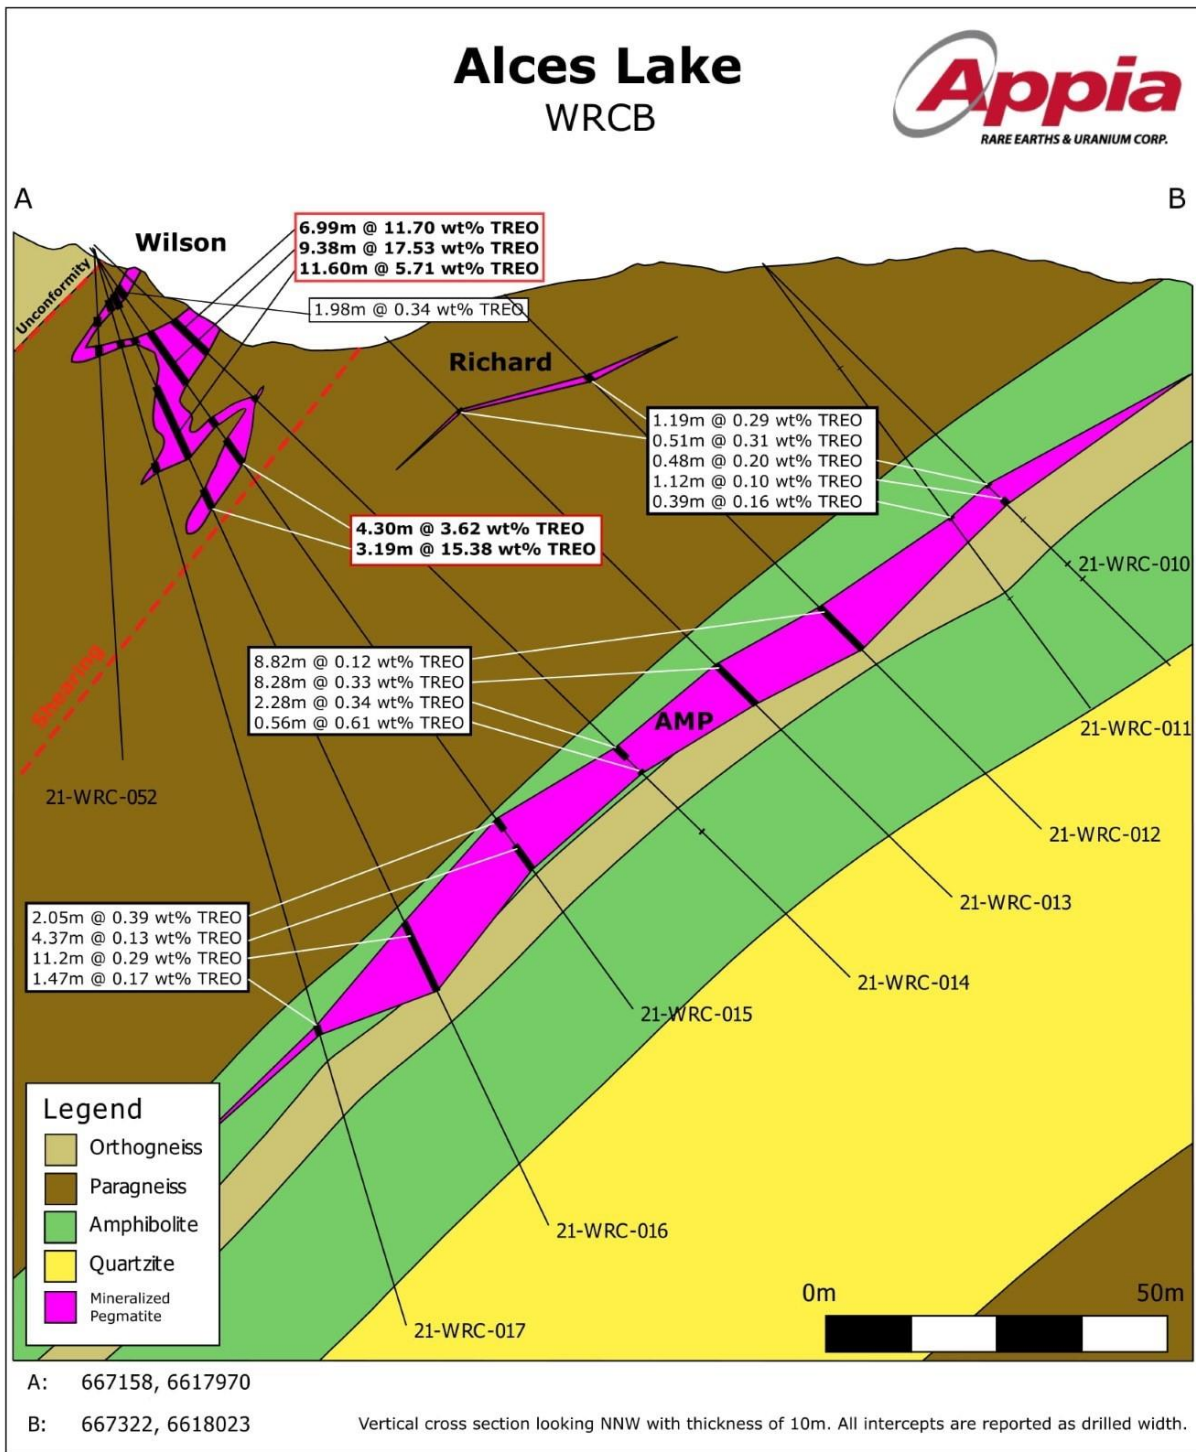 Alces Lake
WRCB
Appia
RARE EARTHS & URANIUM CORP.
A
B
Wilson
Unconformity
6.99m @ 11.70 wt% TREO
9.38m @ 17.53 wt% TREO
11.60m @ 5.71 wt% TREO
1.98m @ 0.34 wt% TREO
Richard
1.19m @ 0.29 wt% TREO
0.51m @ 0.31 wt% TREO
0.48m @ 0.20 wt% TREO
1.12m @ 0.10 wt% TREO
0.39m @ 0.16 wt% TREO
4.30m @ 3.62 wt% TREO
3.19m @ 15.38 wt% TREO
21-WRC-010
Shearing
8.82m @ 0.12 wt% TREO
8.28m @ 0.33 wt% TREO
2.28m @ 0.34 wt% TREO
0.56m @ 0.61 wt% TREO
AMP
21-WRC-011
21-WRC-052
21-WRC-012
21-WRC-013
2.05m @ 0.39 wt% TREO
4.37m @ 0.13 wt% TREO
11.2m @ 0.29 wt% TREO
1.47m @ 0.17 wt% TREO
21-WRC-014
21-WRC-015
21-WRC-016
21-WRC-017
Legend
Orthogneiss
Paragneiss
Amphibolite
Quartzite
Mineralized
Pegmatite
0m 50m
A: 667158, 6617970
B: 667322, 6618023
Vertical cross section looking NNW with thickness of 10m. All intercepts are reported as drilled width.